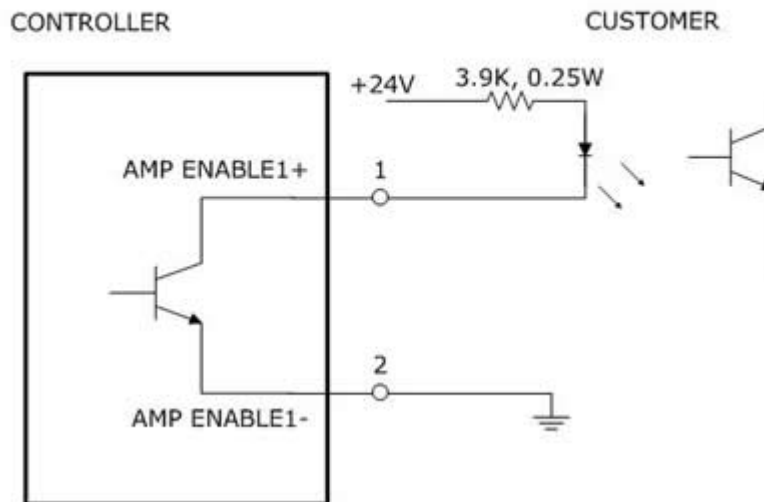 CONTROLLER
CUSTOMER
+24V
3.9K, 0.25W
AMP ENABLE1+
1
2
AMP ENABLE1-